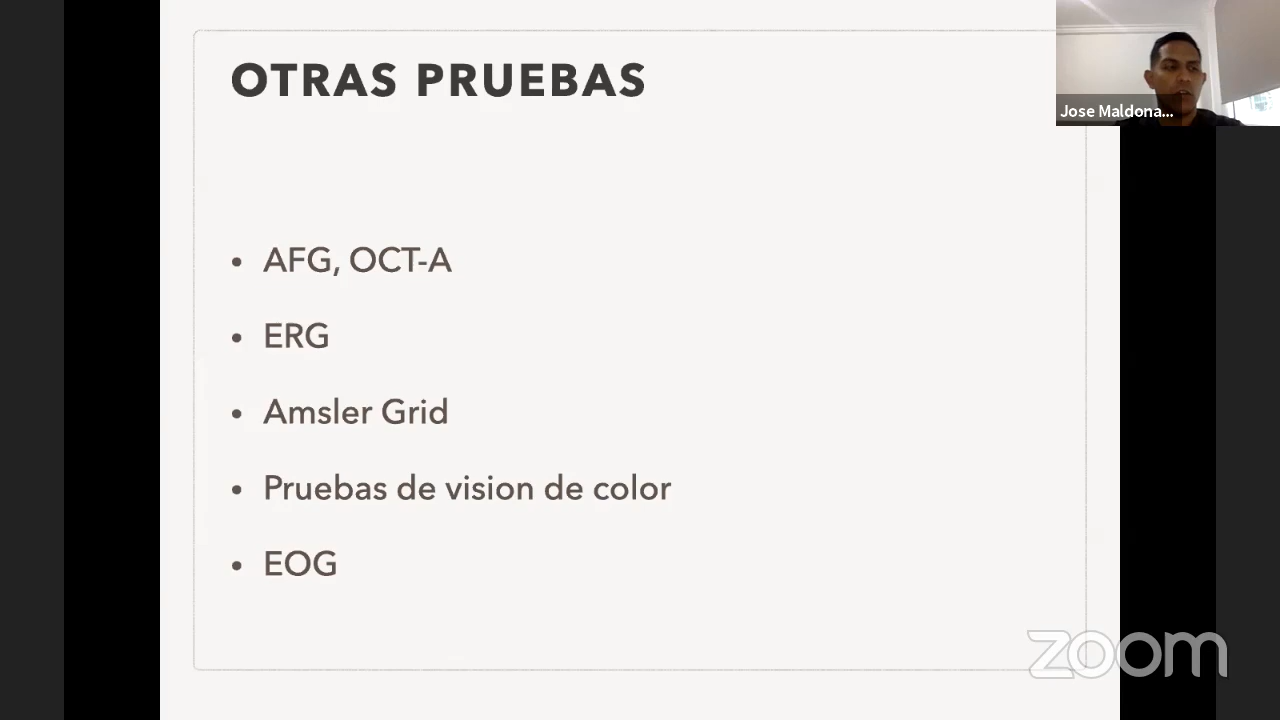 OTRAS PRUEBAS
Jose Maldona...
• AFG, OCT-A
• ERG
• Amsler Grid
• Pruebas de vision de color
• EOG
zoom